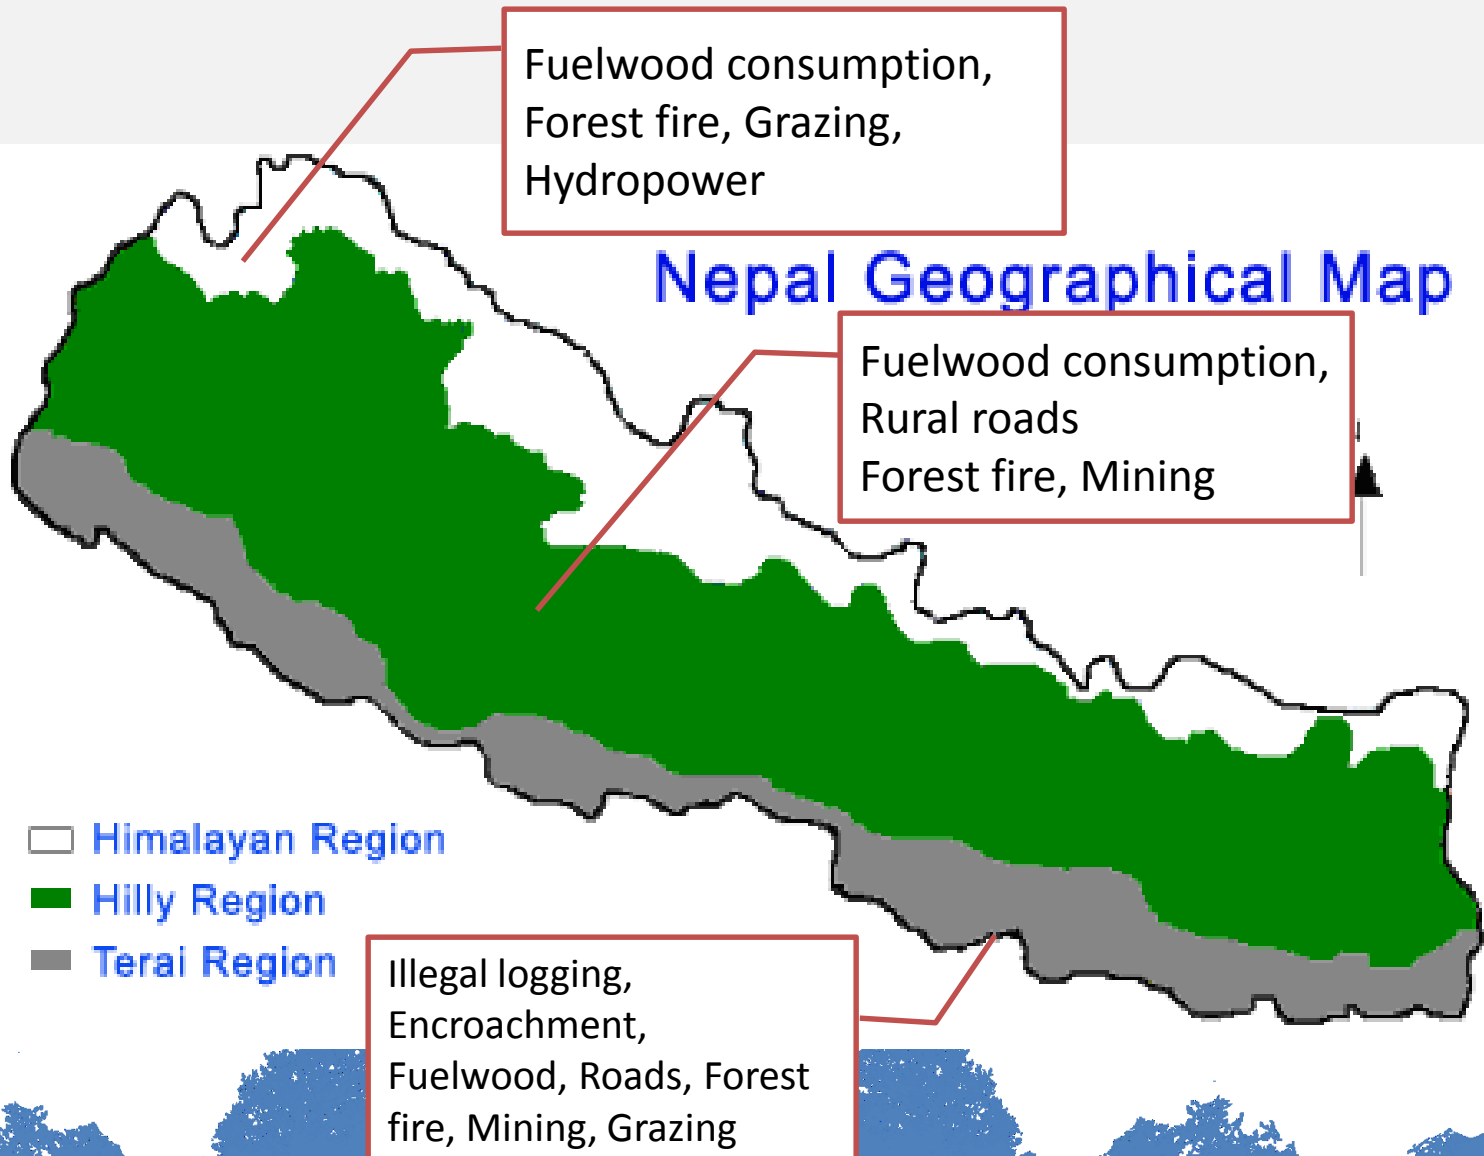 Fuelwood consumption,
Forest fire, Grazing,
Hydropower
Nepal Geographical Map
Fuelwood consumption,
Rural roads
Forest fire, Mining
Himalayan Region
Hilly Region
Terai Region
Illegal logging,
Encroachment,
Fuelwood, Roads, Forest
fire, Mining, Grazing